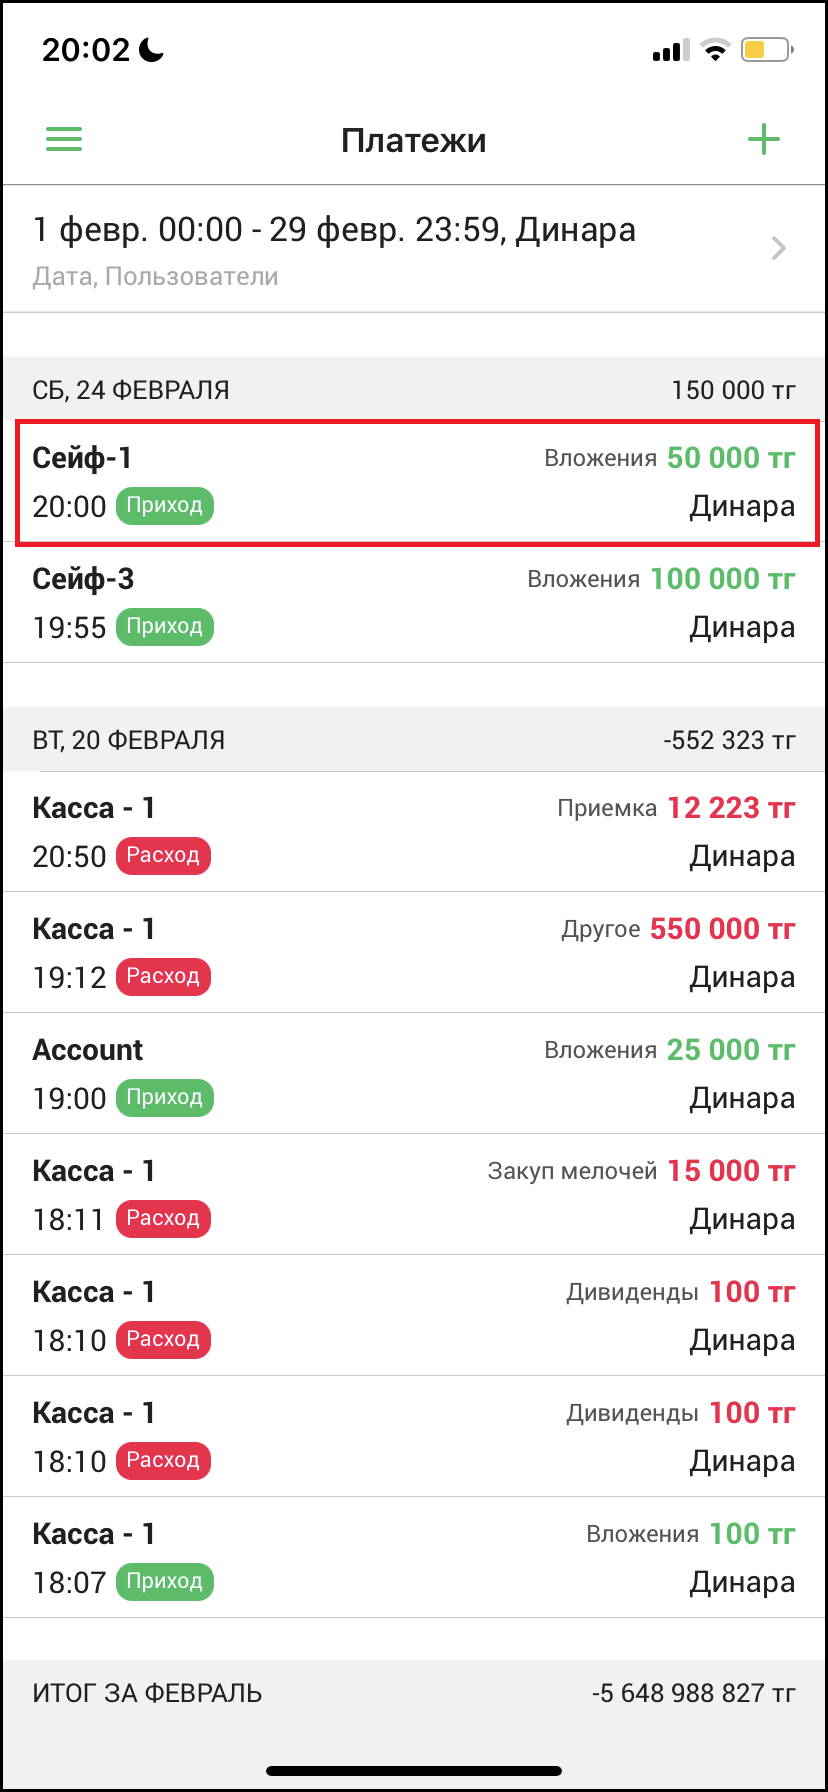 20:02
Платежи
1 февр. 00:00 - 29 февр. 23:59, Динара
Дата, Пользователи
СБ, 24 ФЕВРАЛЯ 150 000 тг
Сейф-1 Вложения 50 000 тг
20:00 Приход Динара
Сейф-3 Вложения 100 000 тг
19:55 Приход Динара
ВТ, 20 ФЕВРАЛЯ -552 323 тг
Касса - 1 Приемка 12 223 тг
20:50 Расход Динара
Касса - 1 Другое 550 000 тг
19:12 Расход Динара
Account Вложения 25 000 тг
19:00 Приход Динара
Касса - 1 Закуп мелочей 15 000 тг
18:11 Расход Динара
Касса - 1 Дивиденды 100 тг
18:10 Расход Динара
Касса - 1 Дивиденды 100 тг
18:10 Расход Динара
Касса - 1 Вложения 100 тг
18:07 Приход Динара
ИТОГ ЗА ФЕВРАЛЬ -5 648 988 827 тг